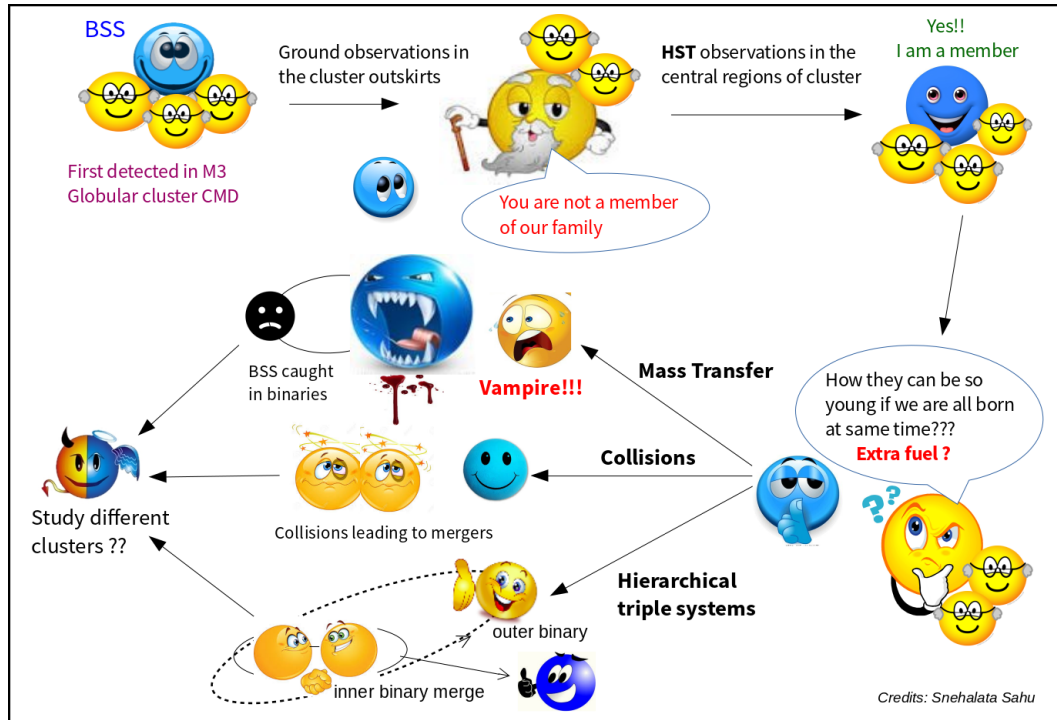 BSS
First detected in M3
Globular cluster CMD
Ground observations in
the cluster outskirts
You are not a member
of our family
HST observations in the
central regions of cluster
Yes!!
I am a member
How they can be so
young if we are all born
at same time???
Extra fuel ?
??
Mass Transfer
Vampire!!!
BSS caught
in binaries
Collisions
Collisions leading to mergers
Hierarchical
triple systems
outer binary
inner binary merge
Study different
clusters ??
Credits: Snehalata Sahu